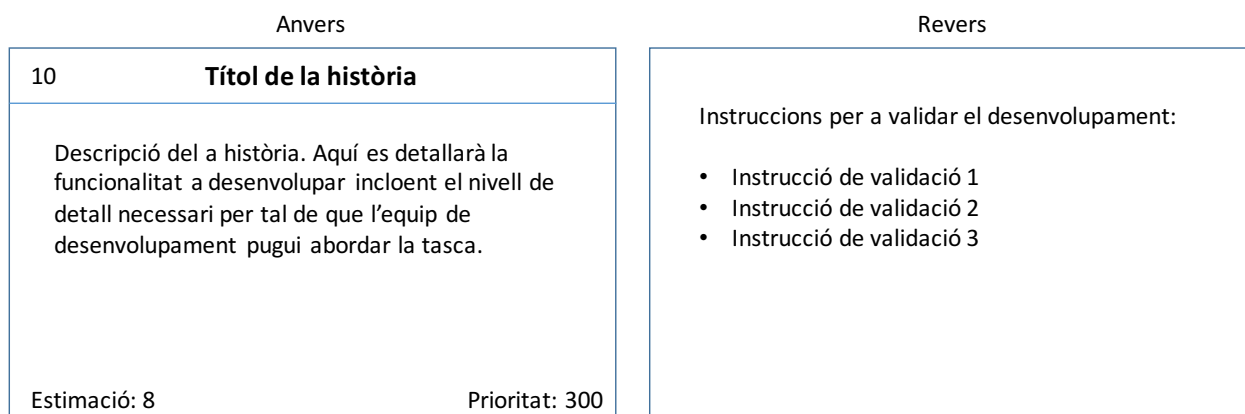 Anvers
10 Títol de la història
Descripció del a història. Aquí es detallarà la
funcionalitat a desenvolupar incloent el nivell de
detall necessari per tal de que l’equip de
desenvolupament pugui abordar la tasca.
Estimació: 8 Prioritat: 300
Revers
Instruccions per a validar el desenvolupament:
• Instrucció de validació 1
• Instrucció de validació 2
• Instrucció de validació 3